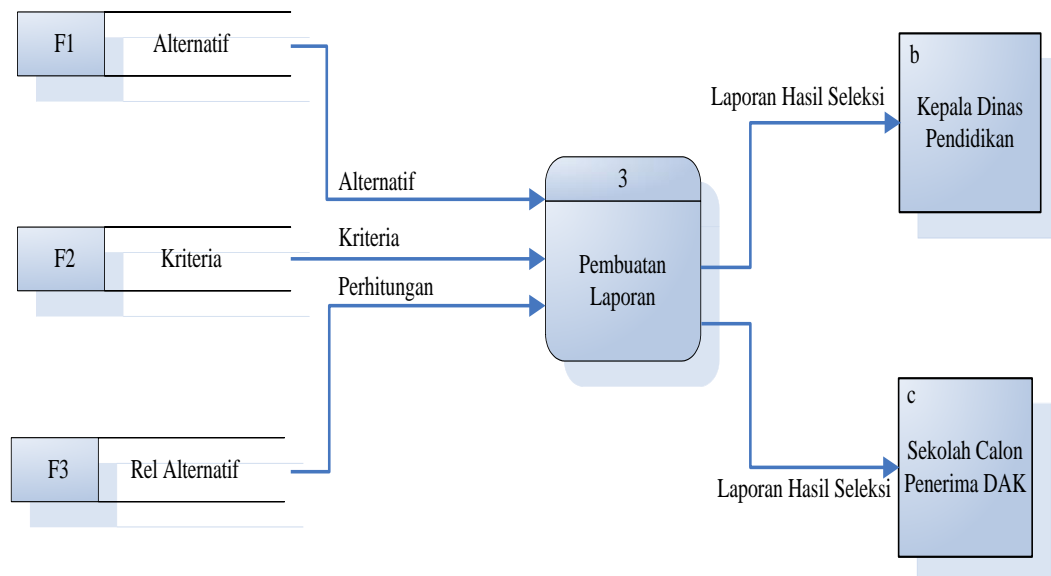 F1
Alternatif
Alternatif
F2
Kriteria
Kriteria
Perhitungan
F3
Rel Alternatif
3
Pembuatan
Laporan
Laporan Hasil Seleksi
b
Kepala Dinas
Pendidikan
Laporan Hasil Seleksi
c
Sekolah Calon
Penerima DAK